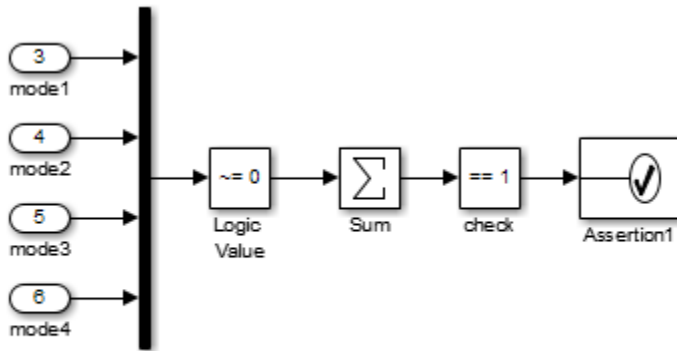 3
mode1
4
mode2
5
mode3
6
mode4
~= 0
Logic
Value
∑
Sum
== 1
check
Assertion1